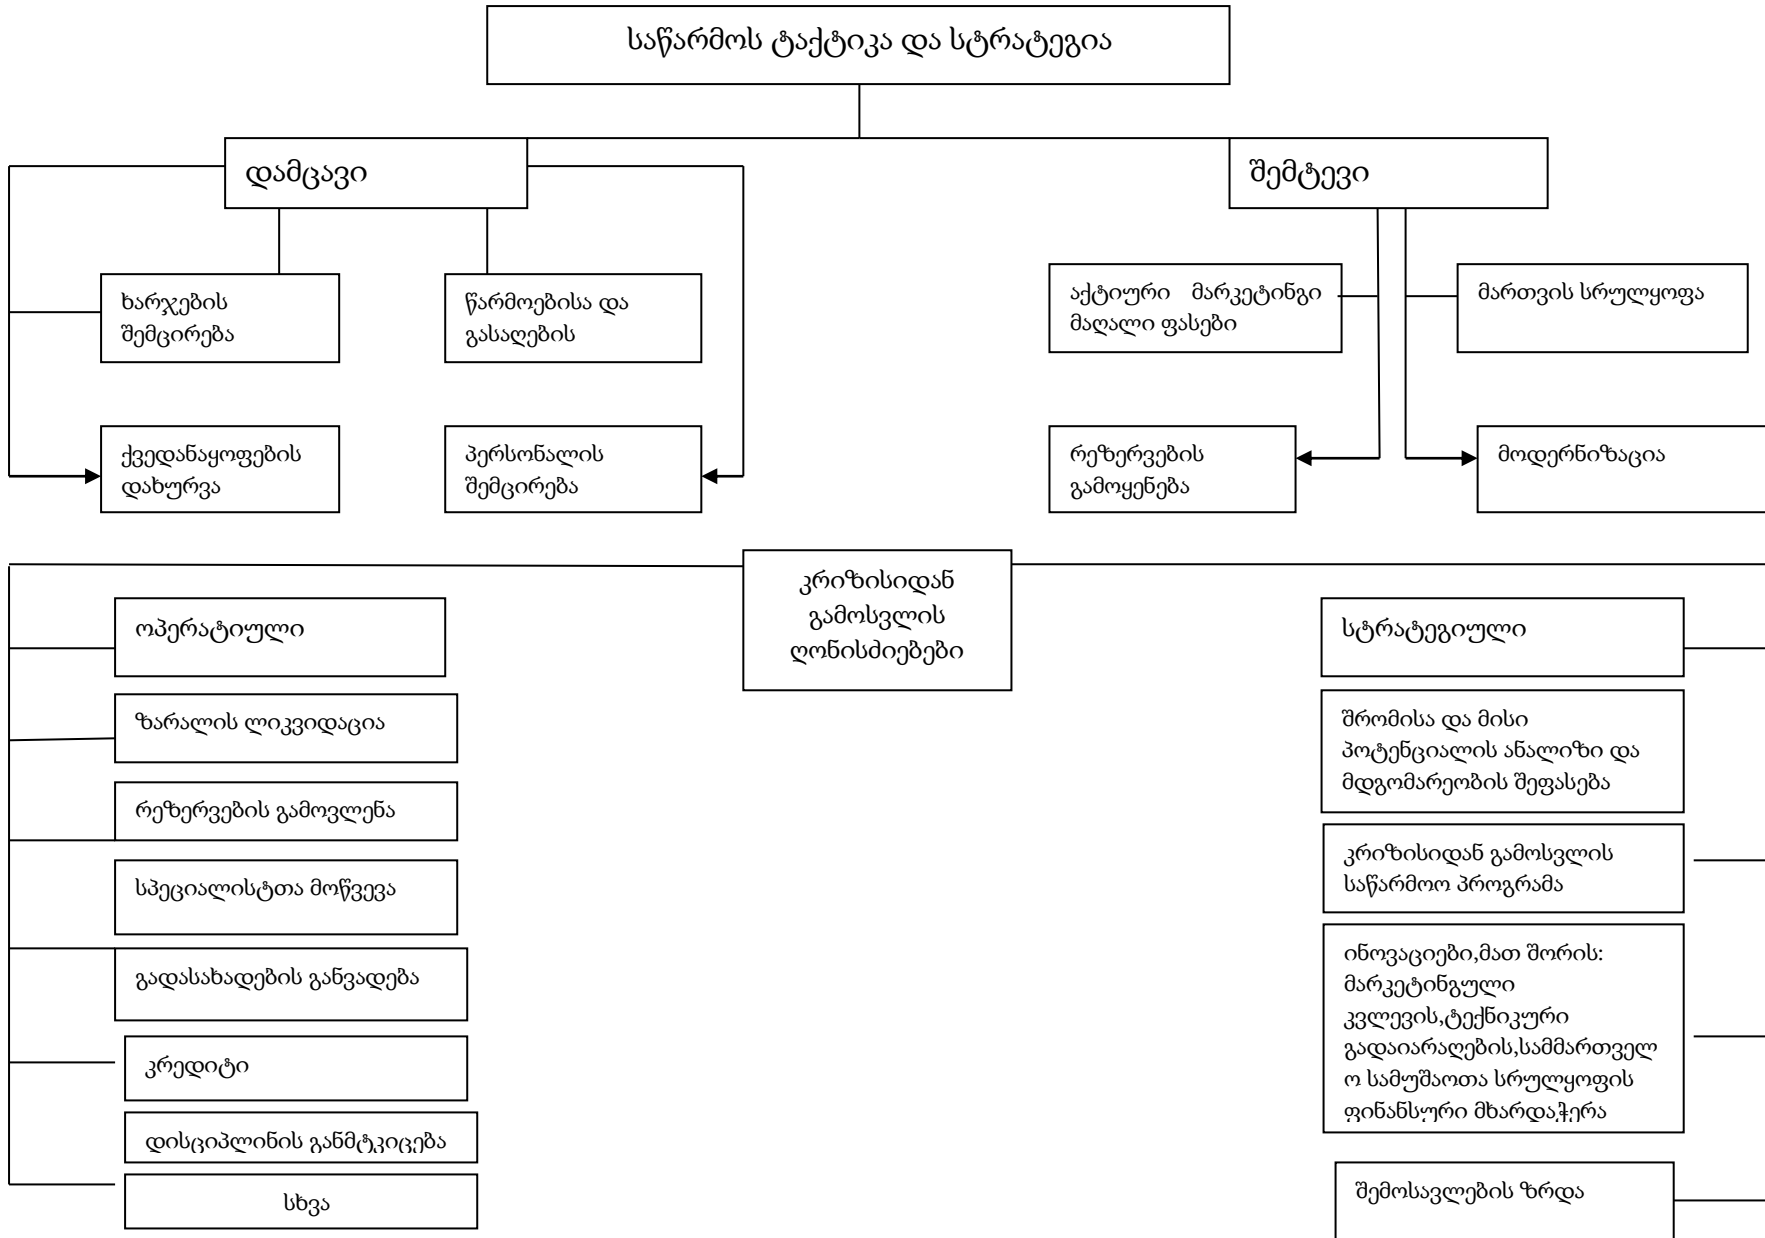 საწარმოს ტაქტიკა და სტრატეგია
დამცავი
შემტევი
ხარჯების
შემცირება
წარმოებისა და
გასაღების
აქტიური მარკეტინგი
მაღალი ფასები
მართვის სრულყოფა
ქვედანაყოფების
დახურვა
პერსონალის
შემცირება
რეზერვების
გამოყენება
მოდერნიზაცია
კრიზისიდან
გამოსვლის
ღონისძიებები
ოპერატიული
ზარალის ლიკვიდაცია
რეზერვების გამოვლენა
სპეციალისტთა მოწვევა
გადასახადების განვადება
კრედიტი
დისციპლინის განმტკიცება
სხვა
სტრატეგიული
შრომისა და მისი
პოტენციალის ანალიზი და
მდგომარეობის შეფასება
კრიზისიდან გამოსვლის
საწარმოო პროგრამა
ინოვაციები,მათ შორის:
მარკეტინგული
კვლევის,ტექნიკური
გადაიარაღების,სამმართველ
ო სამუშაოთა სრულყოფის
ფინანსური მხარდაჭერა
შემოსავლების ზრდა